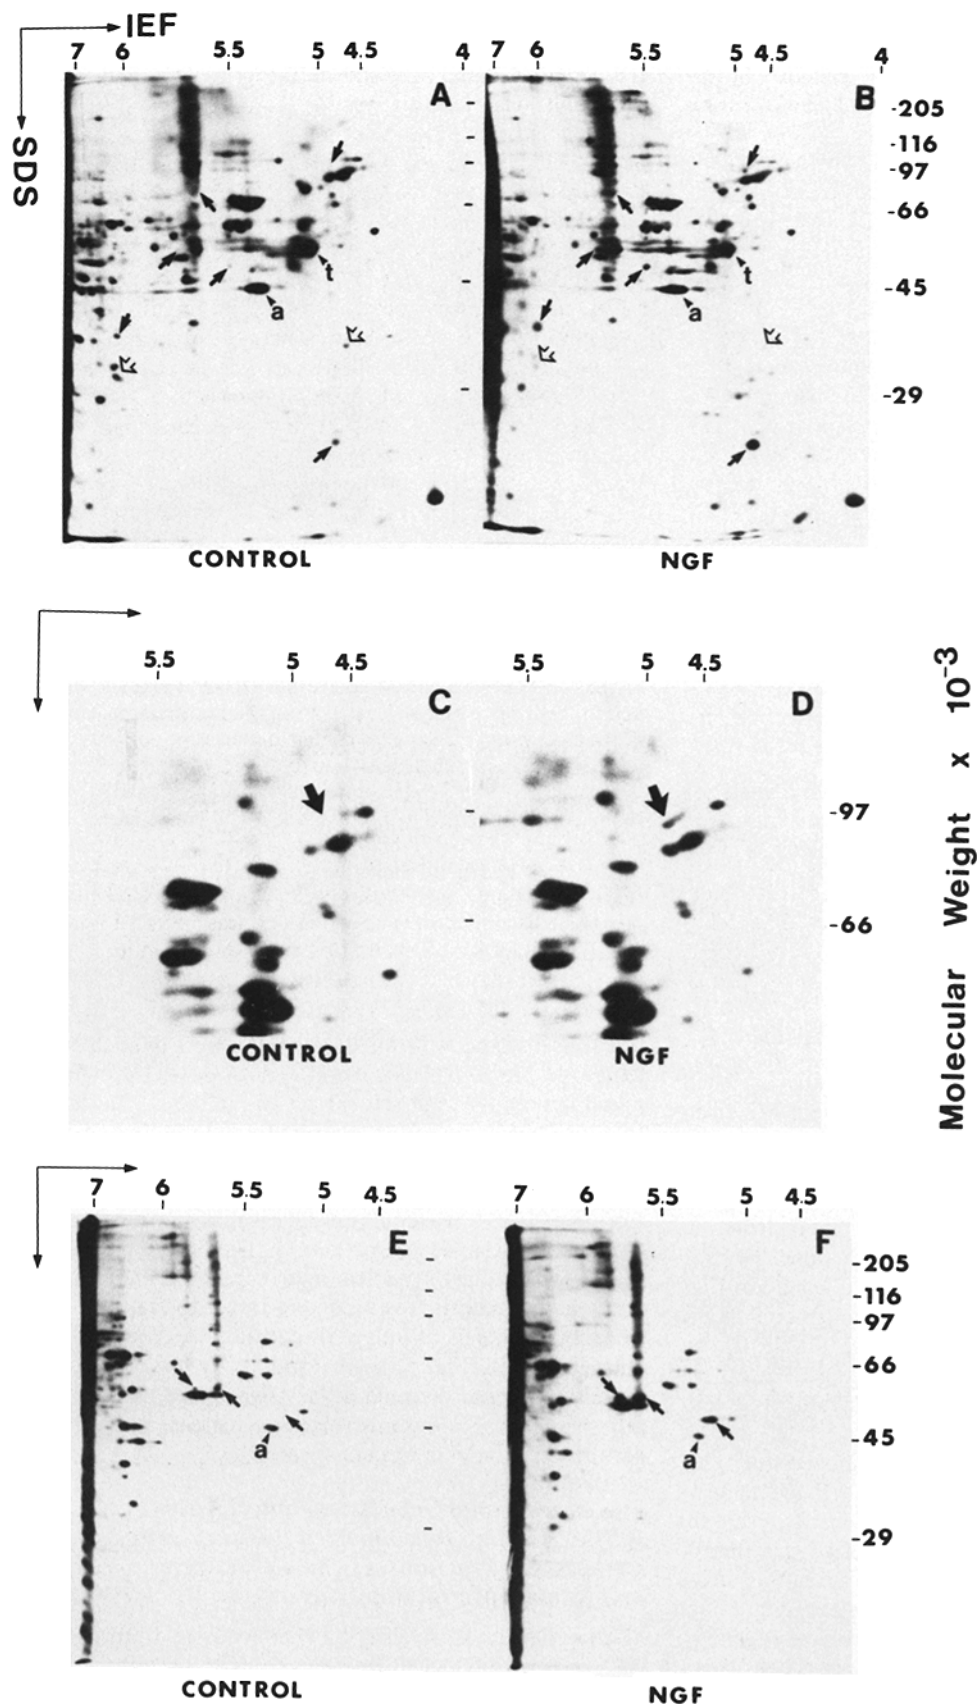 IEF
7 6 5.5 5 4.5 4 7 6 5.5 5 4.5 4
SDS
A B
-205
-116
-97
-66
-45
-29
t t
a a
CONTROL NGF
5.5 5 4.5 5.5 5 4.5
C D
-97
-66
CONTROL NGF
Molecular Weight x 10-3
7 6 5.5 5 4.5 7 6 5.5 5 4.5
E F
-205
-116
-97
-66
-45
-29
a a
CONTROL NGF